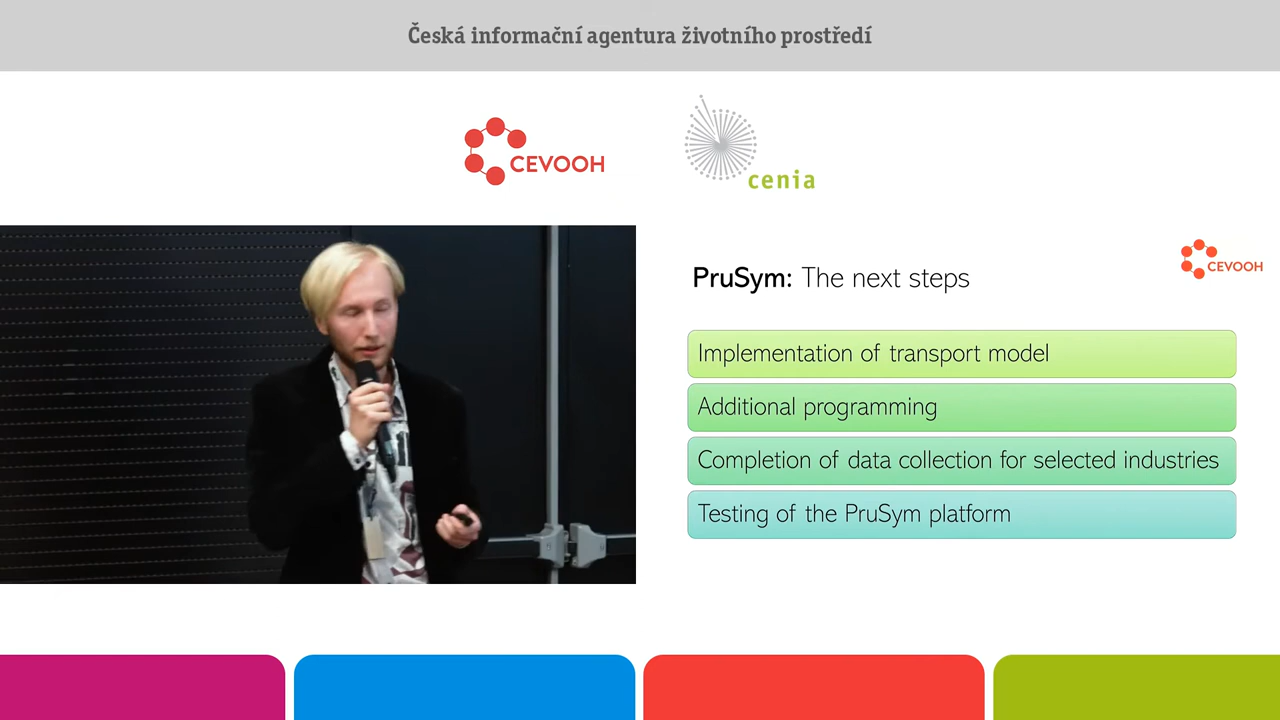 Česká informační agentura životního prostředí
CEVOOH
cenia
CEVOOH
PruSym: The next steps
Implementation of transport model
Additional programming
Completion of data collection for selected industries
Testing of the PruSym platform